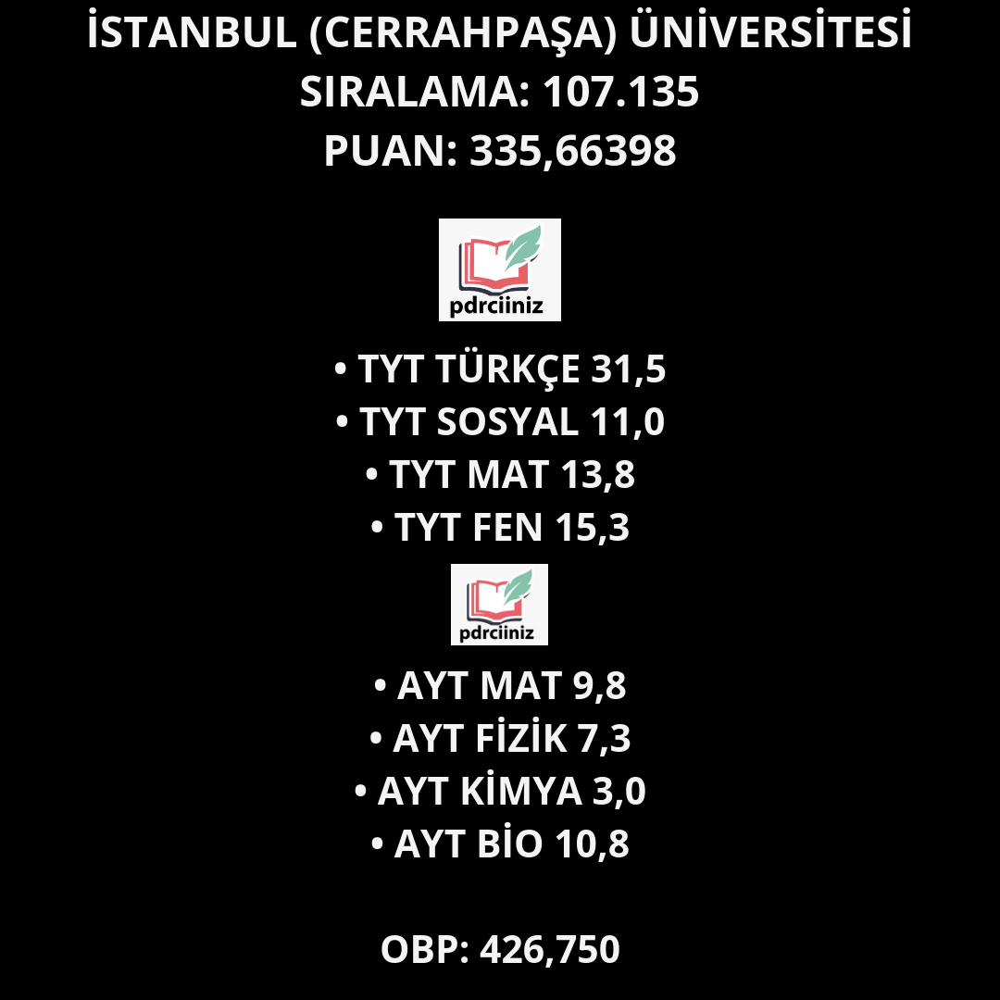 İSTANBUL (CERRAHPAŞA) ÜNİVERSİTESİ
SIRALAMA: 107.135
PUAN: 335,66398
pdrciiniz
• TYT TÜRKÇE 31,5
• TYT SOSYAL 11,0
• TYT MAT 13,8
• TYT FEN 15,3
pdrciiniz
• AYT MAT 9,8
• AYT FİZİK 7,3
• AYT KİMYA 3,0
• AYT BİO 10,8
OBP: 426,750